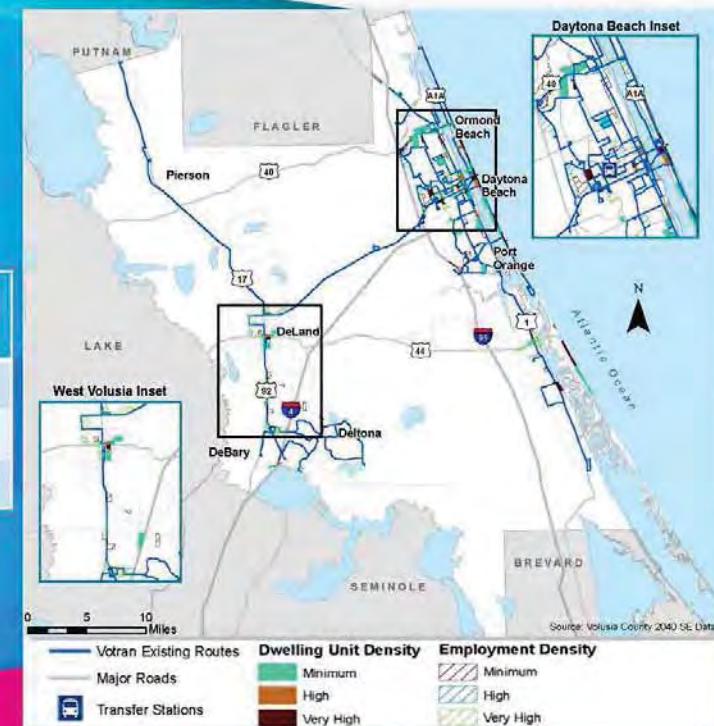 Daytona Beach Inset
40
A1A
PUTNAM
FLAGLER
A1A
Ormond
Beach
Pierson
40
Daytona
Beach
Port
Orange
N
17
1
DeLand
95
44
Atlantic Ocean
LAKE
92
West Volusia Inset
4
Deltona
DeBary
BREVARD
SEMINOLE
0 5 10
Miles
Source: Volusia County 2040 SE Data
Votran Existing Routes
Major Roads
Transfer Stations
Dwelling Unit Density
Minimum
High
Very High
Employment Density
Minimum
High
Very High